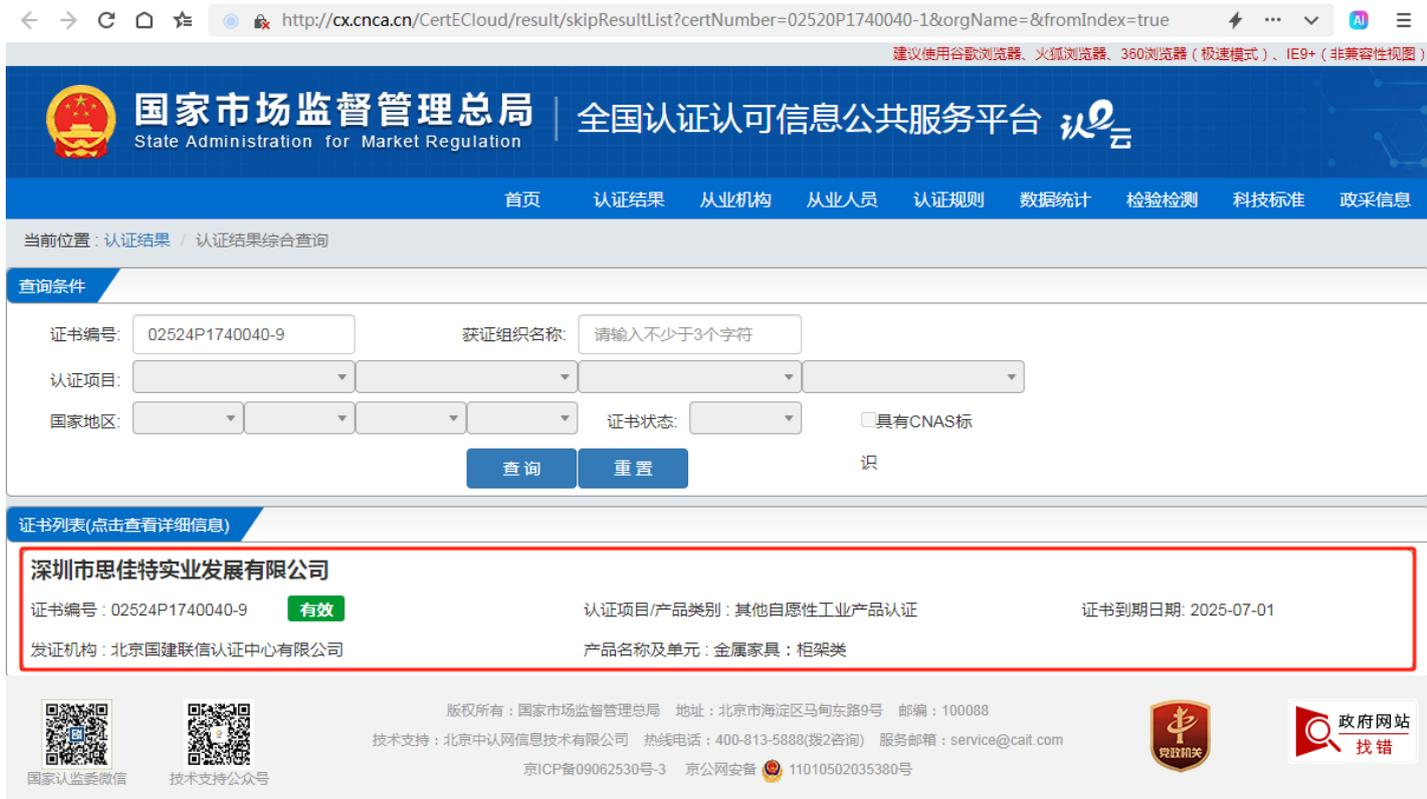 http://cx.cnca.cn/CertECloud/result/skipResultList?certNumber=02520P1740040-1&orgName=&fromIndex=true
AI
建议使用谷歌浏览器、火狐浏览器、360浏览器（极速模式）、IE9+（非兼容性视图）
国家市场监督管理总局
State Administration for Market Regulation
全国认证认可信息公共服务平台 认e云
首页 认证结果 从业机构 从业人员 认证规则 数据统计 检验检测 科技标准 政采信息
当前位置 : 认证结果 / 认证结果综合查询
查询条件
证书编号: 02524P1740040-9 获证组织名称: 请输入不少于3个字符
认证项目:
国家地区: 证书状态: 具有CNAS标
识
查 询 重 置
证书列表(点击查看详细信息)
深圳市思佳特实业发展有限公司
证书编号 : 02524P1740040-9 有效 认证项目/产品类别 : 其他自愿性工业产品认证 证书到期日期: 2025-07-01
发证机构 : 北京国建联信认证中心有限公司 产品名称及单元 : 金属家具：柜架类
版权所有：国家市场监督管理总局 地址：北京市海淀区马甸东路9号 邮编：100088
技术支持：北京中认网信息技术有限公司 热线电话：400-813-5888(拨2咨询) 服务邮箱：service@cait.com
京ICP备09062530号-3 京公网安备 11010502035380号
国家认监委微信 技术支持公众号
党政机关
政府网站
找错